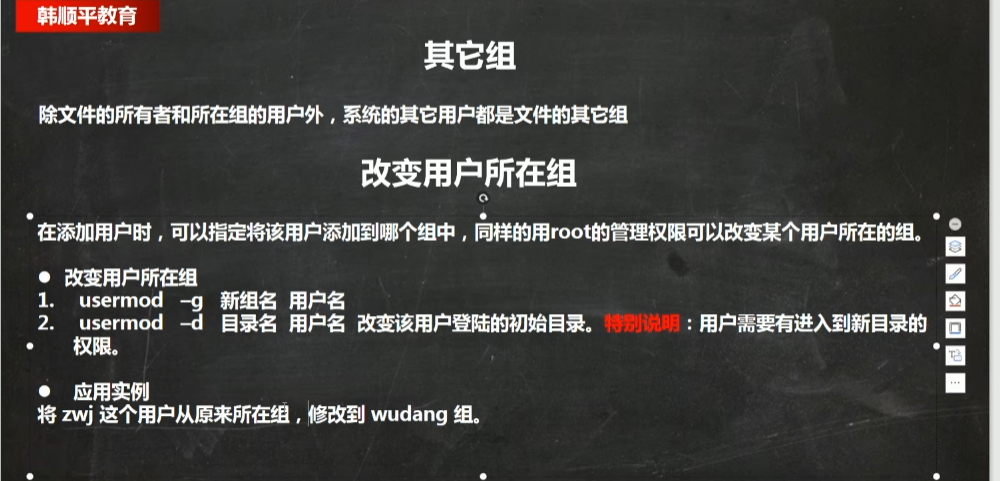 韩顺平教育
其它组
除文件的所有者和所在组的用户外，系统的其它用户都是文件的其它组
改变用户所在组
在添加用户时，可以指定将该用户添加到哪个组中，同样的用root的管理权限可以改变某个用户所在的组。
● 改变用户所在组
1. usermod –g 新组名 用户名
2. usermod –d 目录名 用户名 改变该用户登陆的初始目录。特别说明：用户需要有进入到新目录的
权限。
● 应用实例
将 zwj 这个用户从原来所在组，修改到 wudang 组。